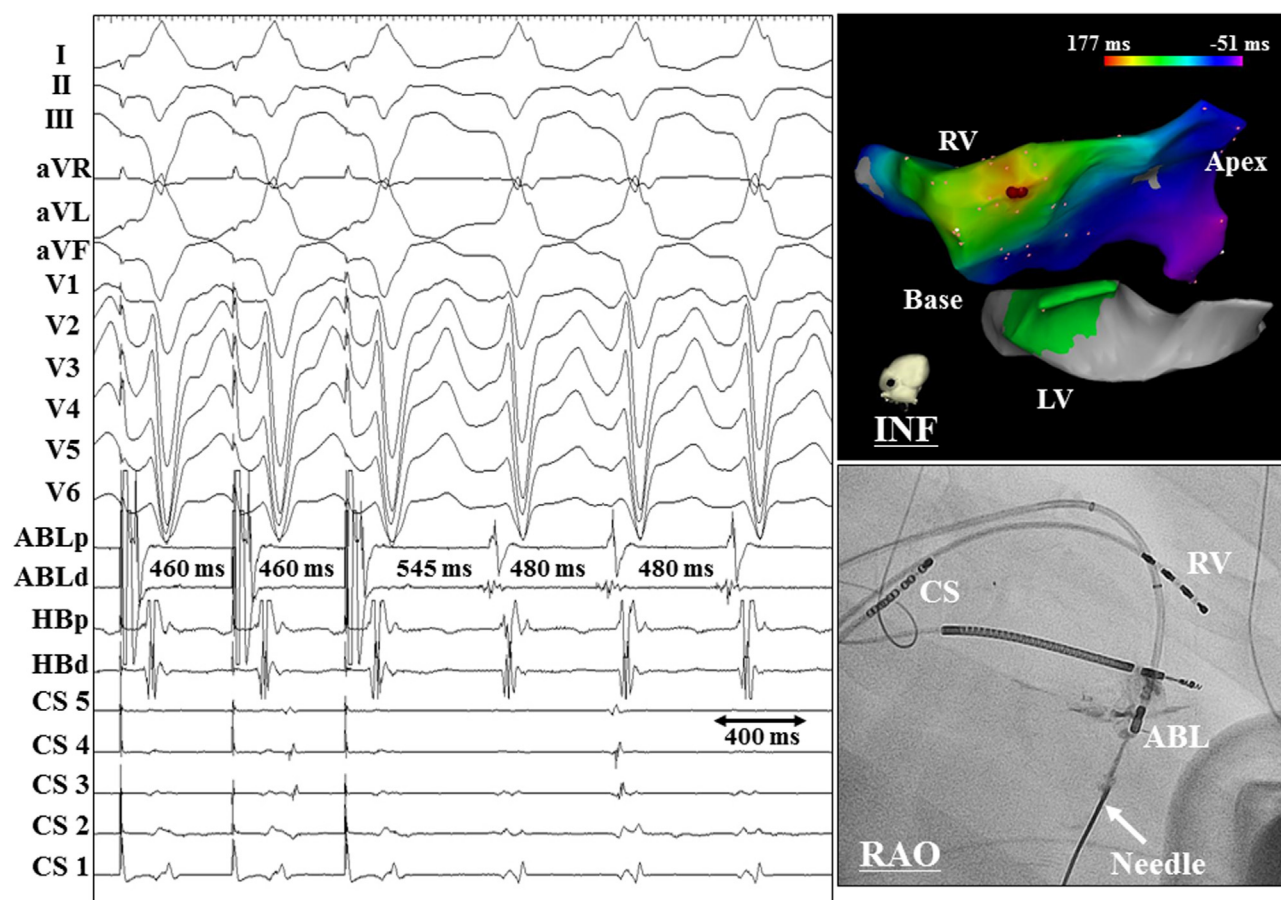 I
II
III
aVR
aVL
aVF
V1
V2
V3
V4
V5
V6
ABLp
ABLd
HBp
HBd
CS 5
CS 4
CS 3
CS 2
CS 1
460 ms
460 ms
545 ms
480 ms
480 ms
400 ms
177 ms
-51 ms
RV
Apex
Base
LV
INF
CS
RV
ABL
RAO
Needle